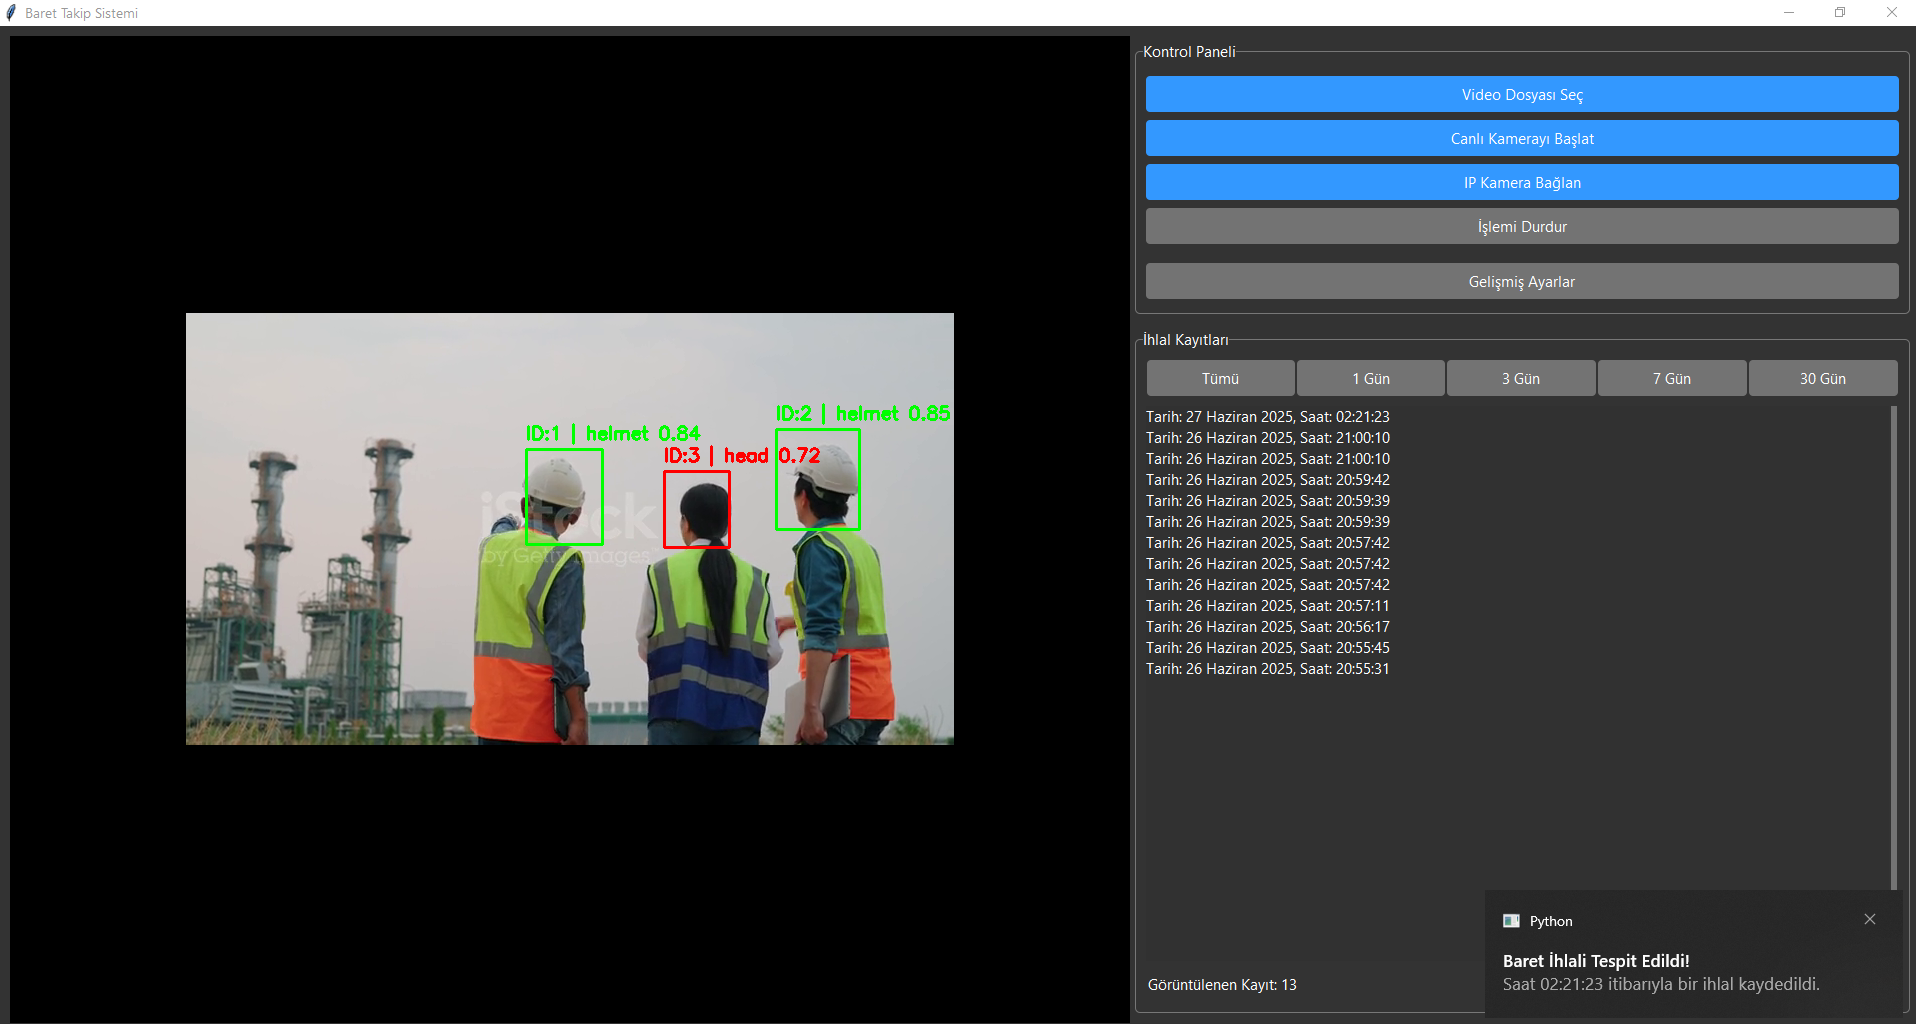 Baret Takip Sistemi
ID:1 | helmet 0.84
ID:2 | helmet 0.85
ID:3 | head 0.72
iStock
by Getty Images
Kontrol Paneli
Video Dosyası Seç
Canlı Kamerayı Başlat
IP Kamera Bağlan
İşlemi Durdur
Gelişmiş Ayarlar
İhlal Kayıtları
Tümü 1 Gün 3 Gün 7 Gün 30 Gün
Tarih: 27 Haziran 2025, Saat: 02:21:23
Tarih: 26 Haziran 2025, Saat: 21:00:10
Tarih: 26 Haziran 2025, Saat: 21:00:10
Tarih: 26 Haziran 2025, Saat: 20:59:42
Tarih: 26 Haziran 2025, Saat: 20:59:39
Tarih: 26 Haziran 2025, Saat: 20:59:39
Tarih: 26 Haziran 2025, Saat: 20:57:42
Tarih: 26 Haziran 2025, Saat: 20:57:42
Tarih: 26 Haziran 2025, Saat: 20:57:42
Tarih: 26 Haziran 2025, Saat: 20:57:11
Tarih: 26 Haziran 2025, Saat: 20:56:17
Tarih: 26 Haziran 2025, Saat: 20:55:45
Tarih: 26 Haziran 2025, Saat: 20:55:31
Görüntülenen Kayıt: 13
Python
Baret İhlali Tespit Edildi!
Saat 02:21:23 itibarıyla bir ihlal kaydedildi.